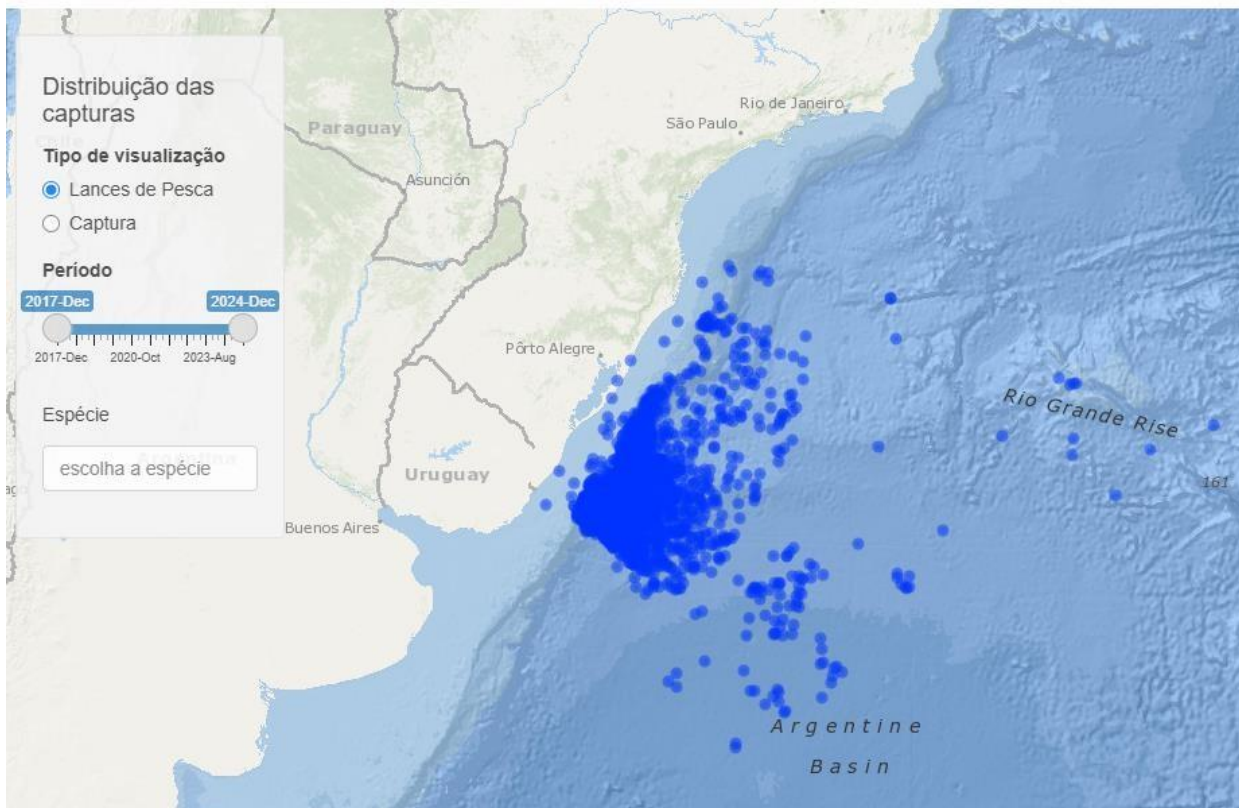 Distribuição das
capturas
Tipo de visualização
Lances de Pesca
Captura
Período
2017-Dec 2024-Dec
2017-Dec 2020-Oct 2023-Aug
Espécie
escolha a espécie
Chile
Paraguay
Asunción
Rio de Janeiro
São Paulo
Pôrto Alegre
Argentina
Uruguay
Buenos Aires
Rio Grande Rise
161
Argentine
Basin